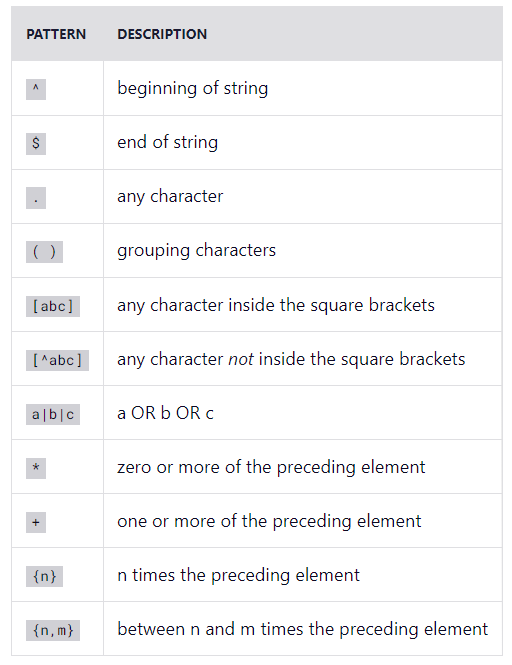 PATTERN DESCRIPTION
^ beginning of string
$ end of string
. any character
( ) grouping characters
[abc] any character inside the square brackets
[^abc] any character not inside the square brackets
a|b|c a OR b OR c
* zero or more of the preceding element
+ one or more of the preceding element
{n} n times the preceding element
{n,m} between n and m times the preceding element